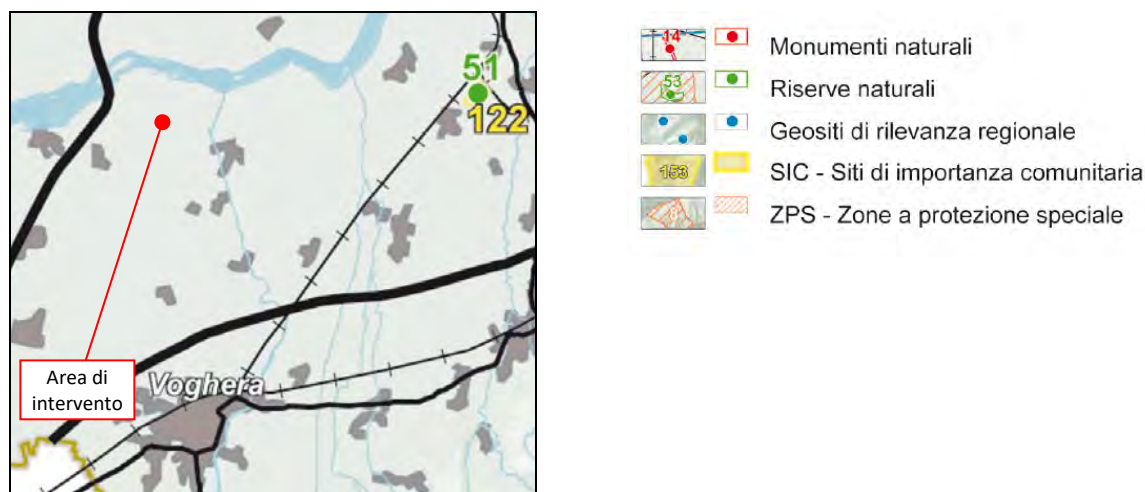 51
122
Voghera
Area di
intervento
14
Monumenti naturali
53
Riserve naturali
Geositi di rilevanza regionale
153
SIC - Siti di importanza comunitaria
ZPS - Zone a protezione speciale